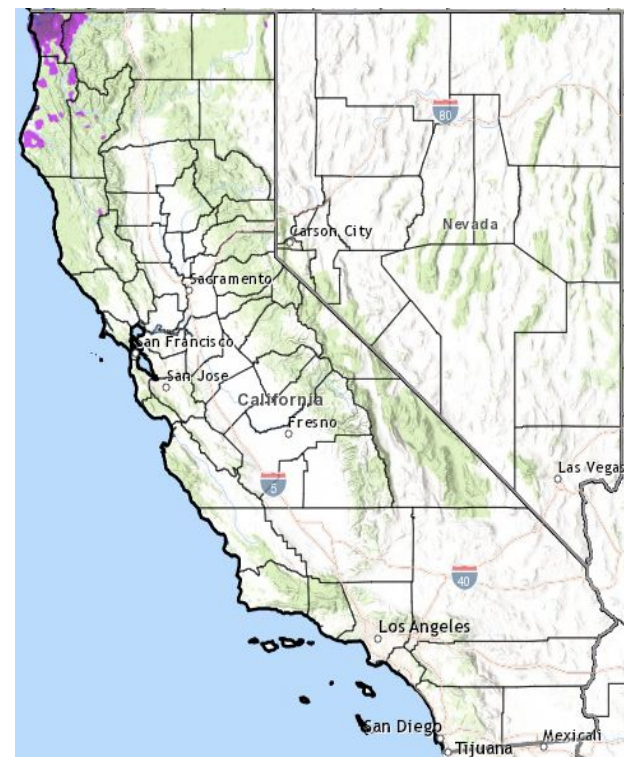 80
Nevada
Carson City
Sacramento
San Francisco
San Jose
California
Fresno
5
Las Vegas
40
Los Angeles
San Diego
Tijuana
Mexicali